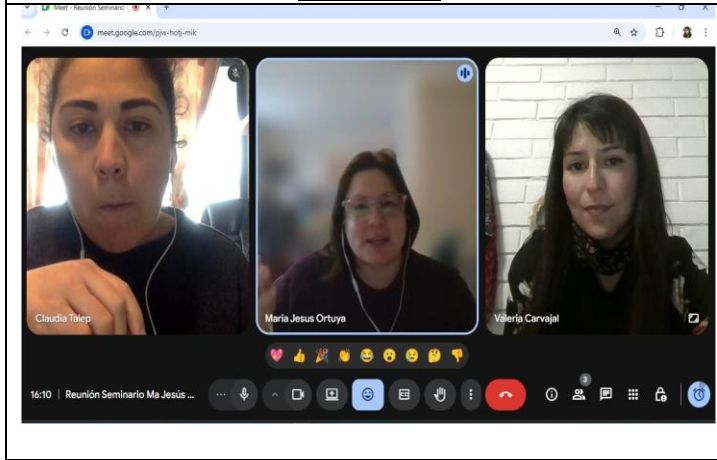 Meet - Reunión Seminario
meet.google.com/pjw-hotj-mik
Claudia Talep
Maria Jesus Ortuya
Valeria Carvajal
3
16:10 | Reunión Seminario Ma Jesús ...